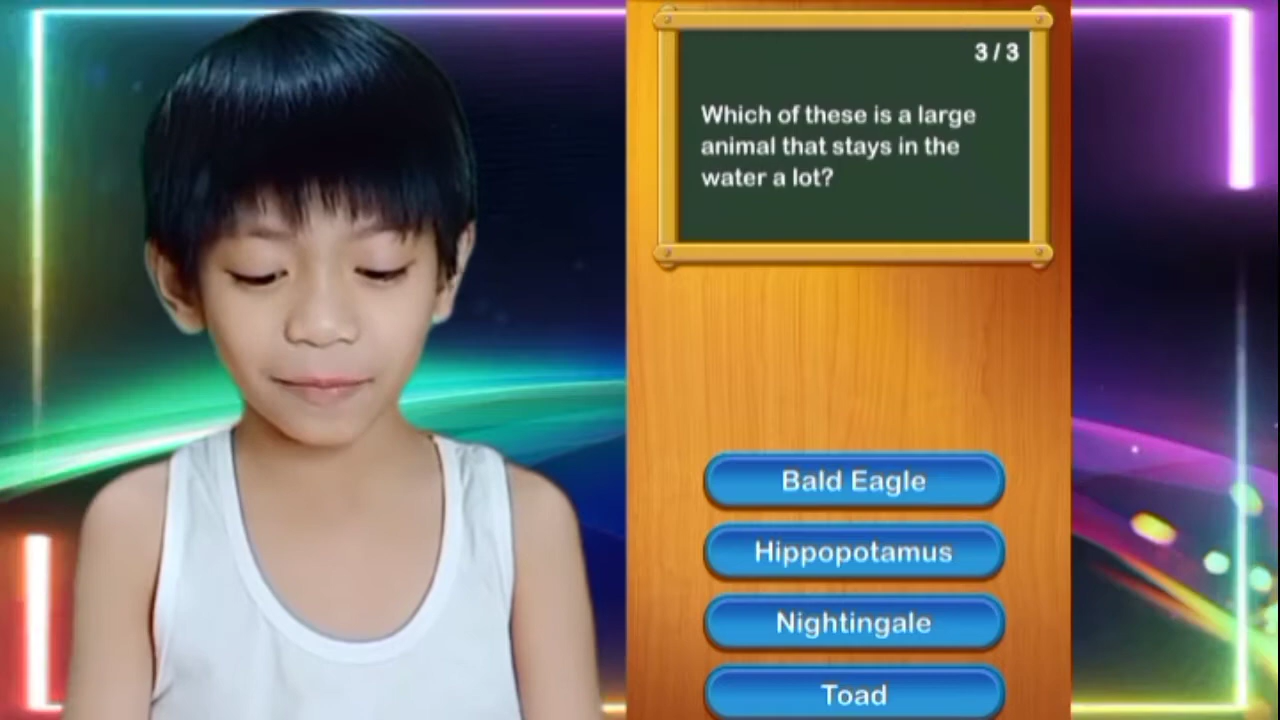 3 / 3
Which of these is a large
animal that stays in the
water a lot?
Bald Eagle
Hippopotamus
Nightingale
Toad